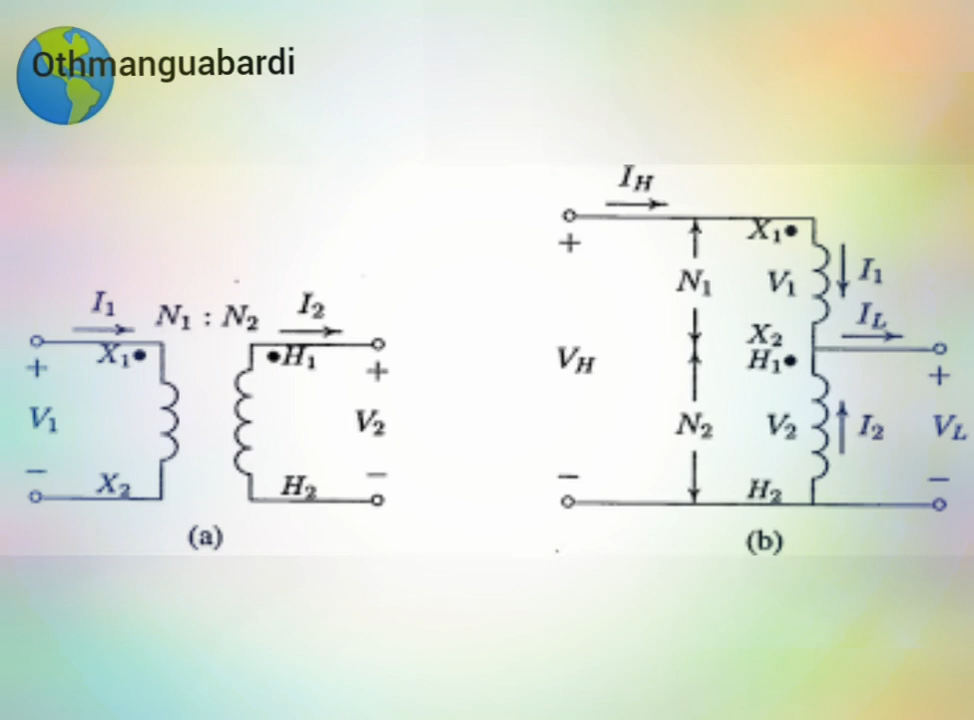 Othmanguabardi
I₁ N₁ : N₂ I₂
X₁ H₁
+ +
V₁ V₂
− −
X₂ H₂
(a)
I_H
X₁
+
N₁ V₁ I₁
I_L
X₂
V_H H₁
+
N₂ V₂ I₂ V_L
− −
H₂
(b)